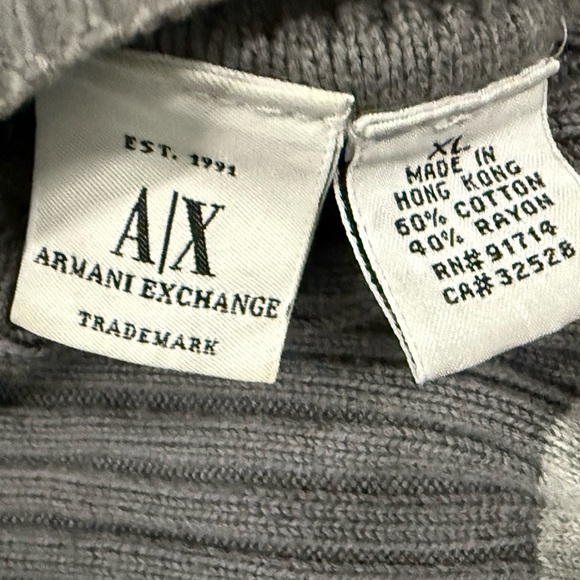 EST. 1991
A|X
ARMANI EXCHANGE
TRADEMARK
XL
MADE IN
HONG KONG
60% COTTON
40% RAYON
RN# 91714
CA# 32528